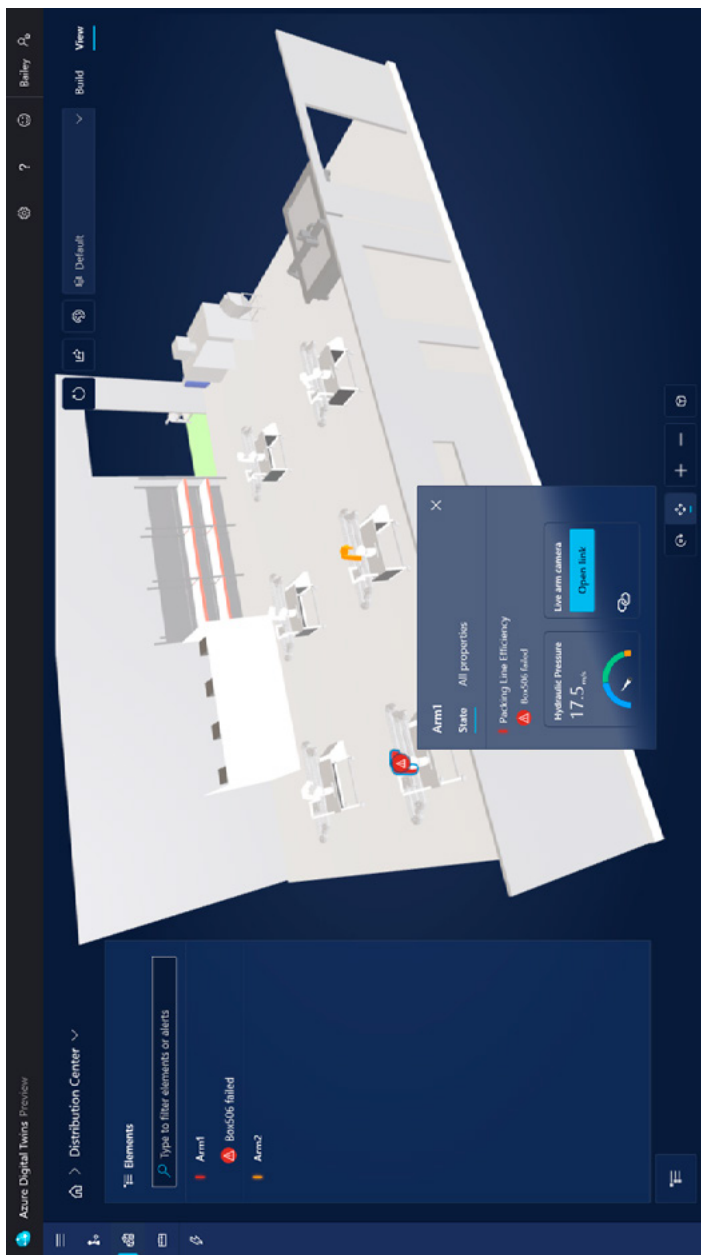 Azure Digital Twins Preview
?
Bailey
Distribution Center
Default
Build
View
Elements
Type to filter elements or alerts
Arm1
Box506 failed
Arm2
Arm1
State
All properties
Packing Line Efficiency
Box506 failed
Hydraulic Pressure
17.5 m/s
Live arm camera
Open link